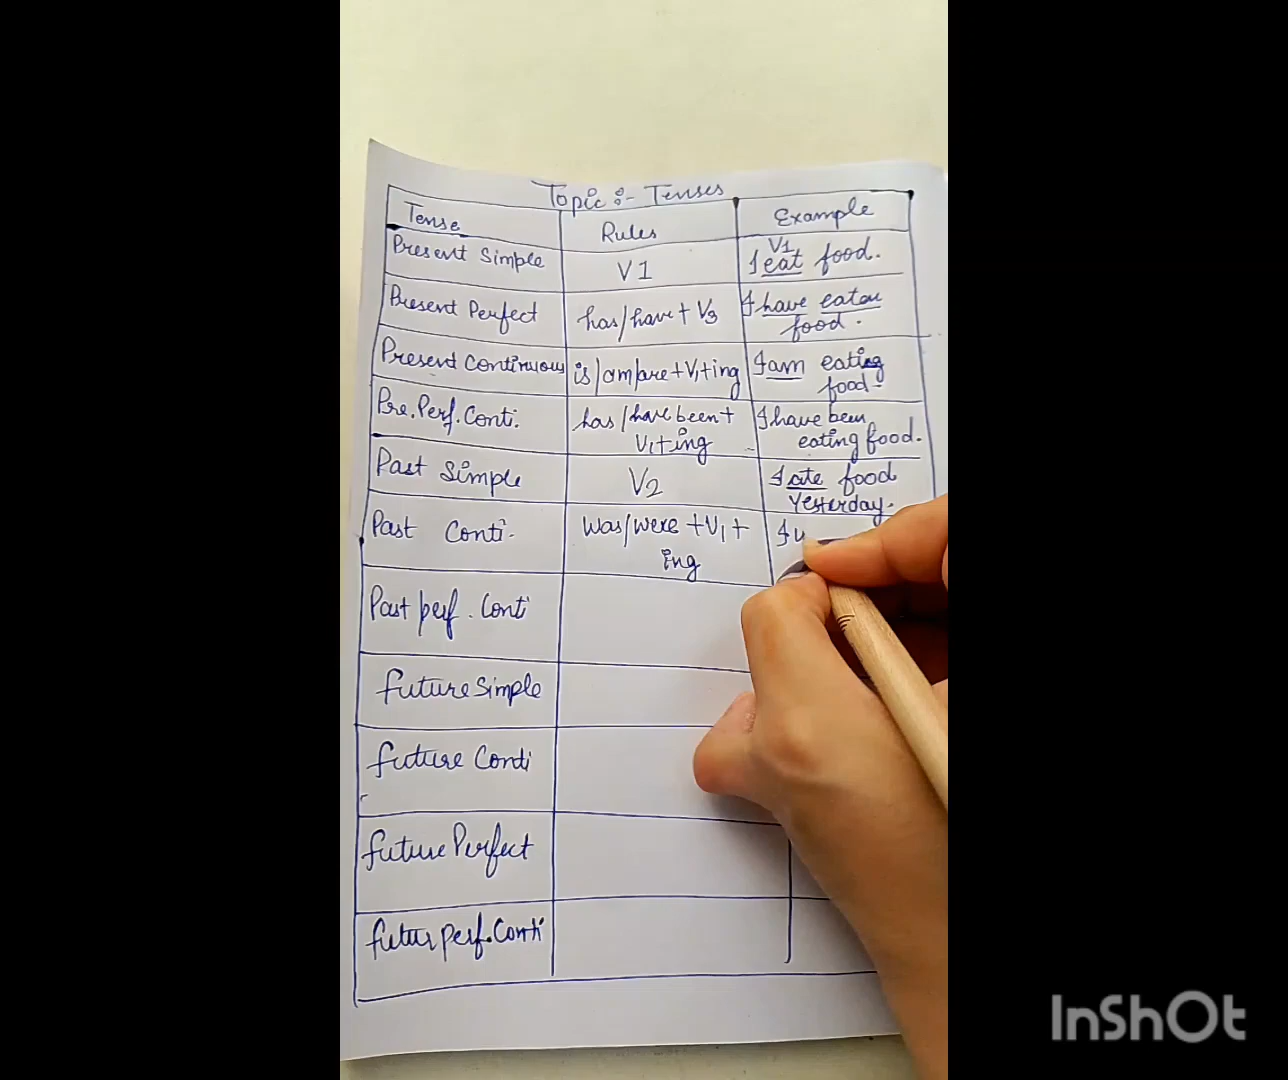 Topic :- Tenses
Tense Rules Example
Present Simple V1 V1
I eat food.
Present Perfect has/have + V3 I have eaten
food.
Present Continuous is/am/are + V1 + ing I am eating
food.
Pre. Perf. Conti. has/have been + I have been
V1 + ing eating food.
Past Simple V2 I ate food
Yesterday.
Past Conti. was/were + V1 + I
ing
Past perf. Conti
future Simple
future Conti
future Perfect
futur perf. Conti
InShOt